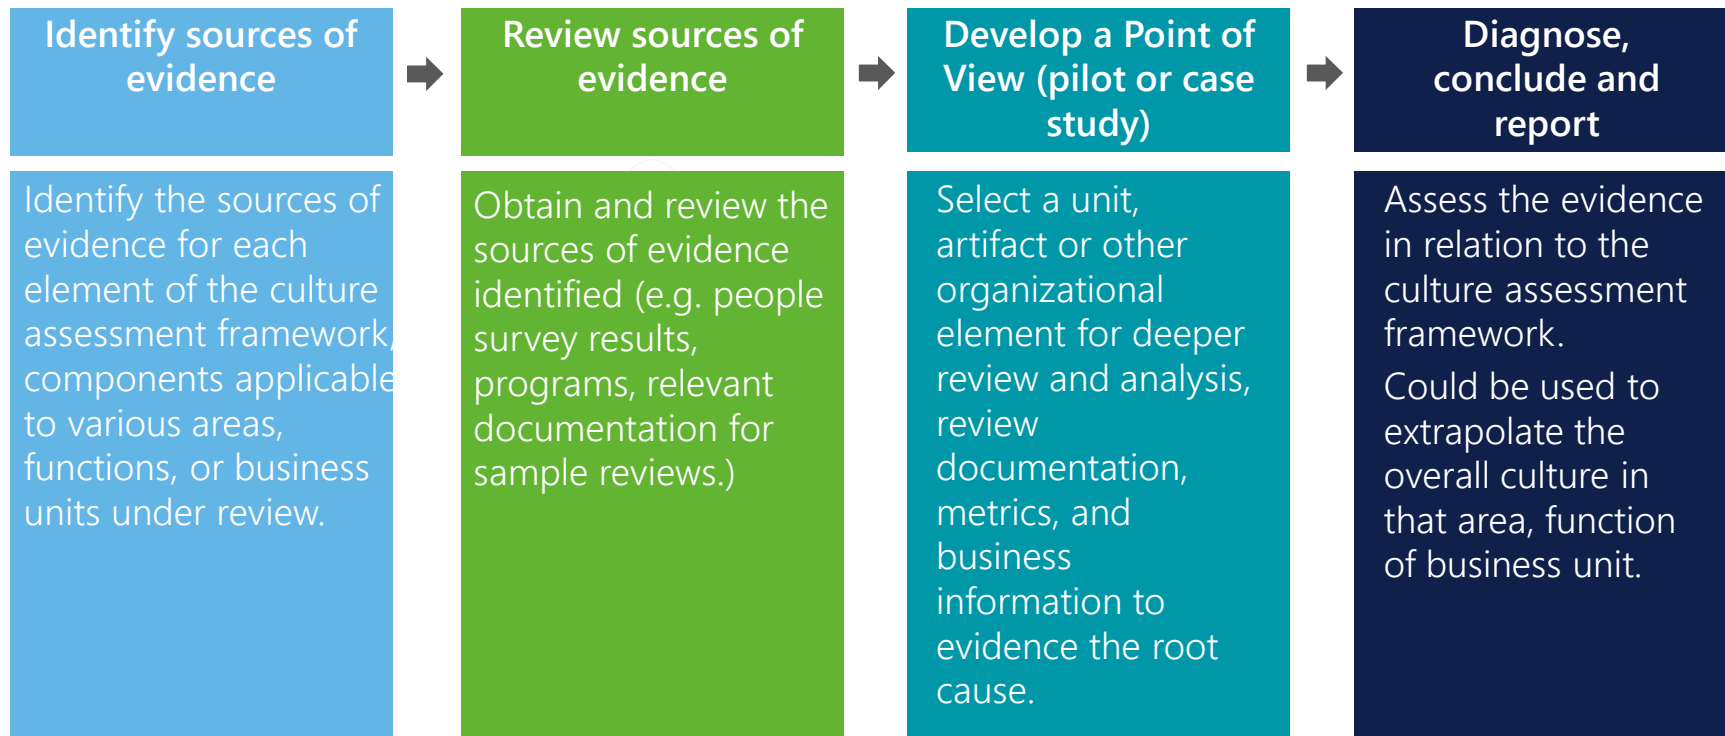 Identify sources of
evidence
Review sources of
evidence
Develop a Point of
View (pilot or case
study)
Diagnose,
conclude and
report
Identify the sources of
evidence for each
element of the culture
assessment framework,
components applicable
to various areas,
functions, or business
units under review.
Obtain and review the
sources of evidence
identified (e.g. people
survey results,
programs, relevant
documentation for
sample reviews.)
Select a unit,
artifact or other
organizational
element for deeper
review and analysis,
review
documentation,
metrics, and
business
information to
evidence the root
cause.
Assess the evidence
in relation to the
culture assessment
framework.
Could be used to
extrapolate the
overall culture in
that area, function
of business unit.